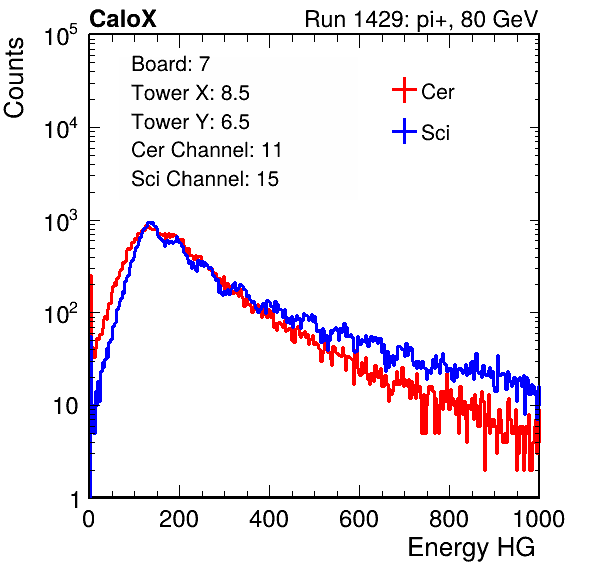 CaloX Run 1429: pi+, 80 GeV
Counts
Board: 7
Tower X: 8.5
Tower Y: 6.5
Cer Channel: 11
Sci Channel: 15
Cer
Sci
10^5
10^4
10^3
10^2
10
1
0 200 400 600 800 1000
Energy HG